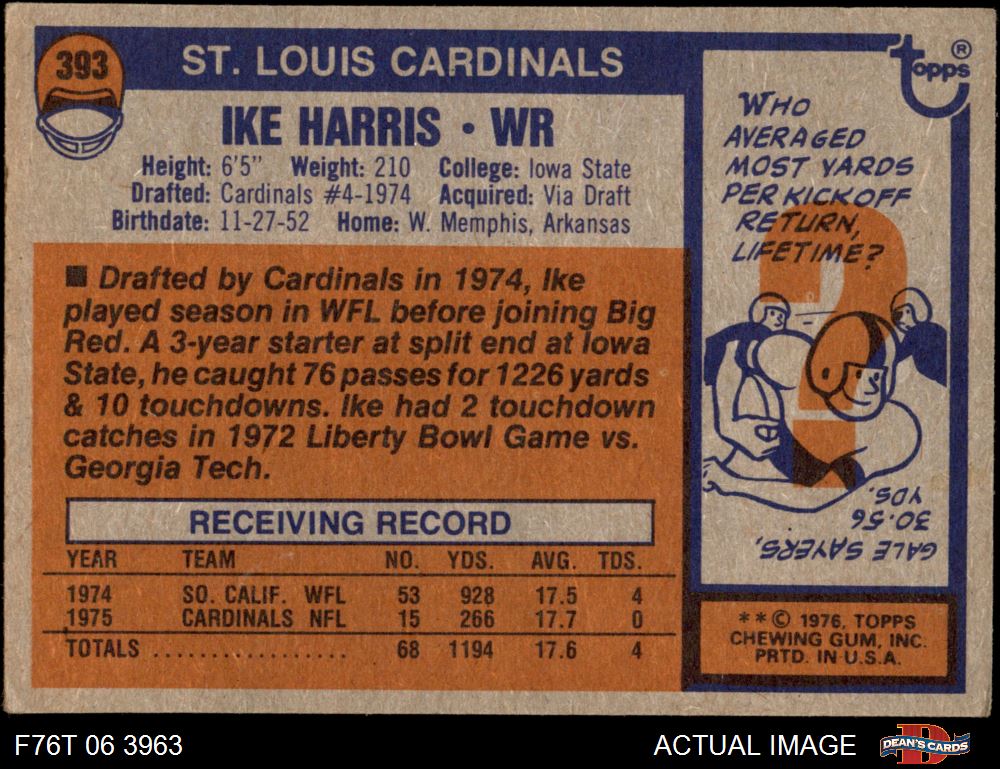 393
ST. LOUIS CARDINALS
IKE HARRIS • WR
Height: 6'5" Weight: 210 College: Iowa State
Drafted: Cardinals #4-1974 Acquired: Via Draft
Birthdate: 11-27-52 Home: W. Memphis, Arkansas
■ Drafted by Cardinals in 1974, Ike
played season in WFL before joining Big
Red. A 3-year starter at split end at Iowa
State, he caught 76 passes for 1226 yards
& 10 touchdowns. Ike had 2 touchdown
catches in 1972 Liberty Bowl Game vs.
Georgia Tech.
RECEIVING RECORD
YEAR TEAM NO. YDS. AVG. TDS.
1974 SO. CALIF. WFL 53 928 17.5 4
1975 CARDINALS NFL 15 266 17.7 0
TOTALS .................. 68 1194 17.6 4
Topps ®
WHO
AVERAGED
MOST YARDS
PER KICKOFF
RETURN,
LIFETIME?
?
GALE SAYERS,
30.56
YDS.
**© 1976, TOPPS
CHEWING GUM, INC.
PRTD. IN U.S.A.
F76T 06 3963
ACTUAL IMAGE
D
DEAN'S CARDS